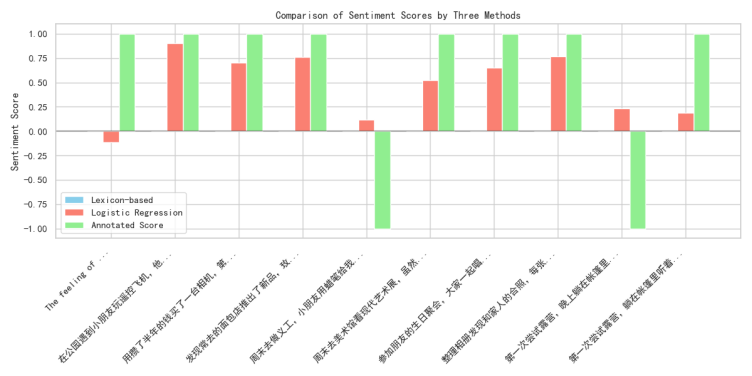 Comparison of Sentiment Scores by Three Methods
Sentiment Score
1.00
0.75
0.50
0.25
0.00
-0.25
-0.50
-0.75
-1.00
Lexicon-based
Logistic Regression
Annotated Score
The feeling of ...
在公园遇到小朋友玩遥控飞机，他...
用攒了半年的钱买了一台相机，第...
发现常去的面包店推出了新品，玫...
周末去做义工，小朋友用蜡笔给我...
周末去美术馆看现代艺术展，虽然...
参加朋友的生日聚会，大家一起唱...
整理相册发现和家人的合照，每张...
第一次尝试露营，晚上躺在帐篷里...
第一次尝试露营，躺在帐篷里听着...